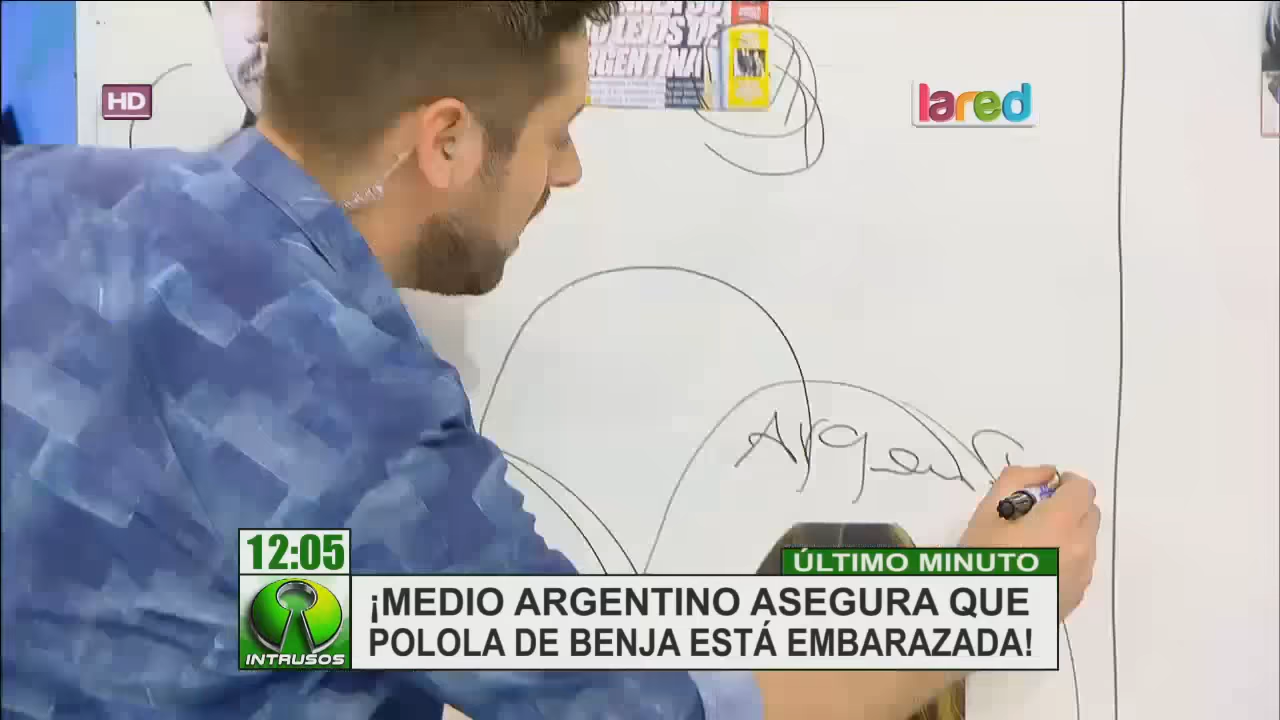 LEJOS DE
ARGENTINA
HD
lared
Argenti
12:05
ÚLTIMO MINUTO
¡MEDIO ARGENTINO ASEGURA QUE
POLOLA DE BENJA ESTÁ EMBARAZADA!
INTRUSOS